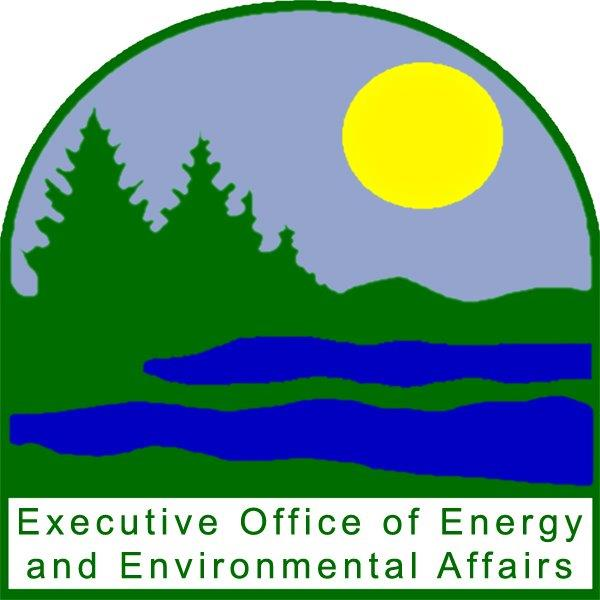 Executive Office of Energy
and Environmental Affairs